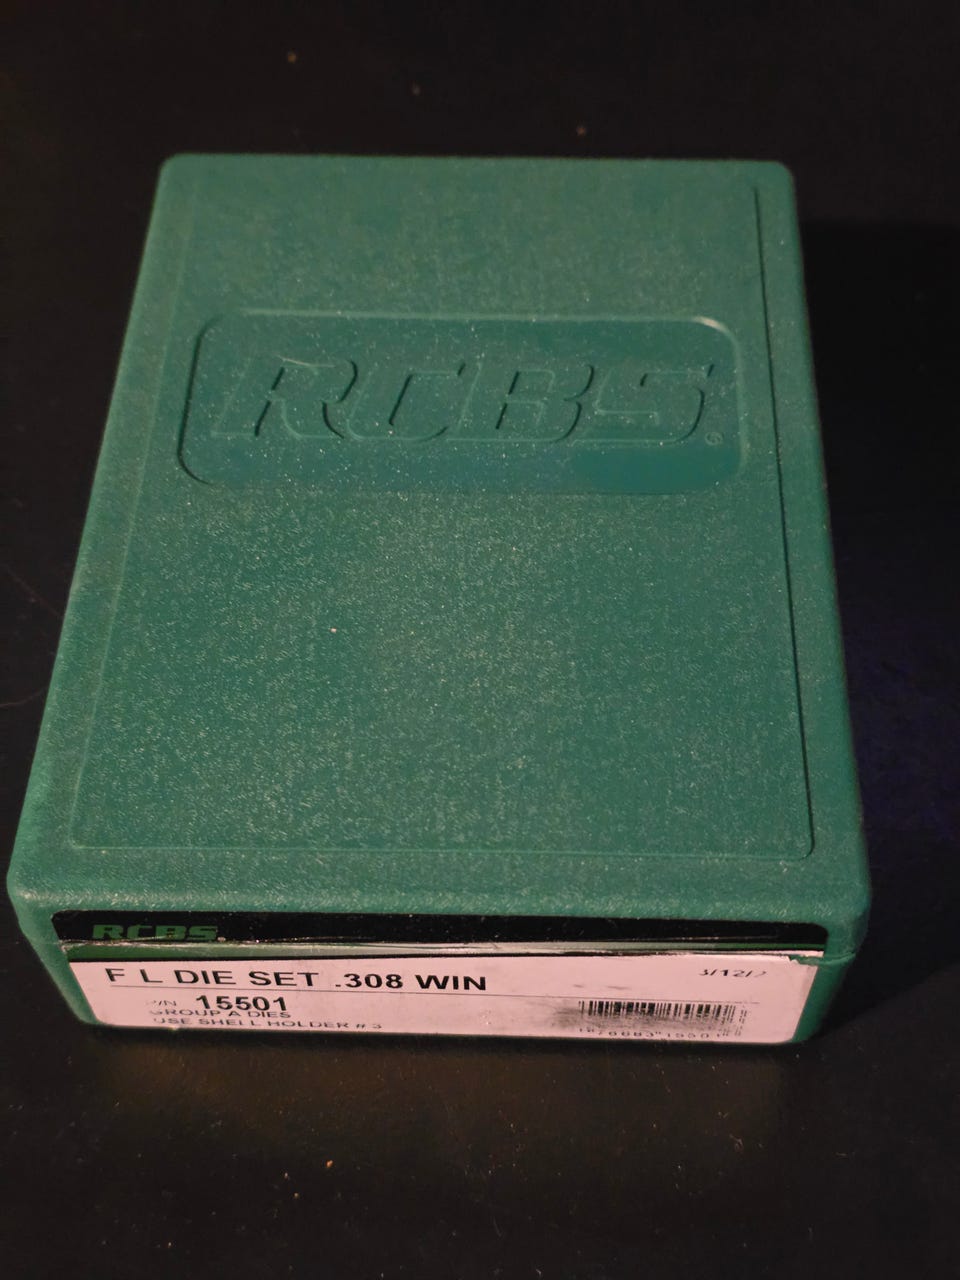 RCBS®
RCBS®
F L DIE SET .308 WIN
15501
GROUP A DIES
USE SHELL HOLDER # 3